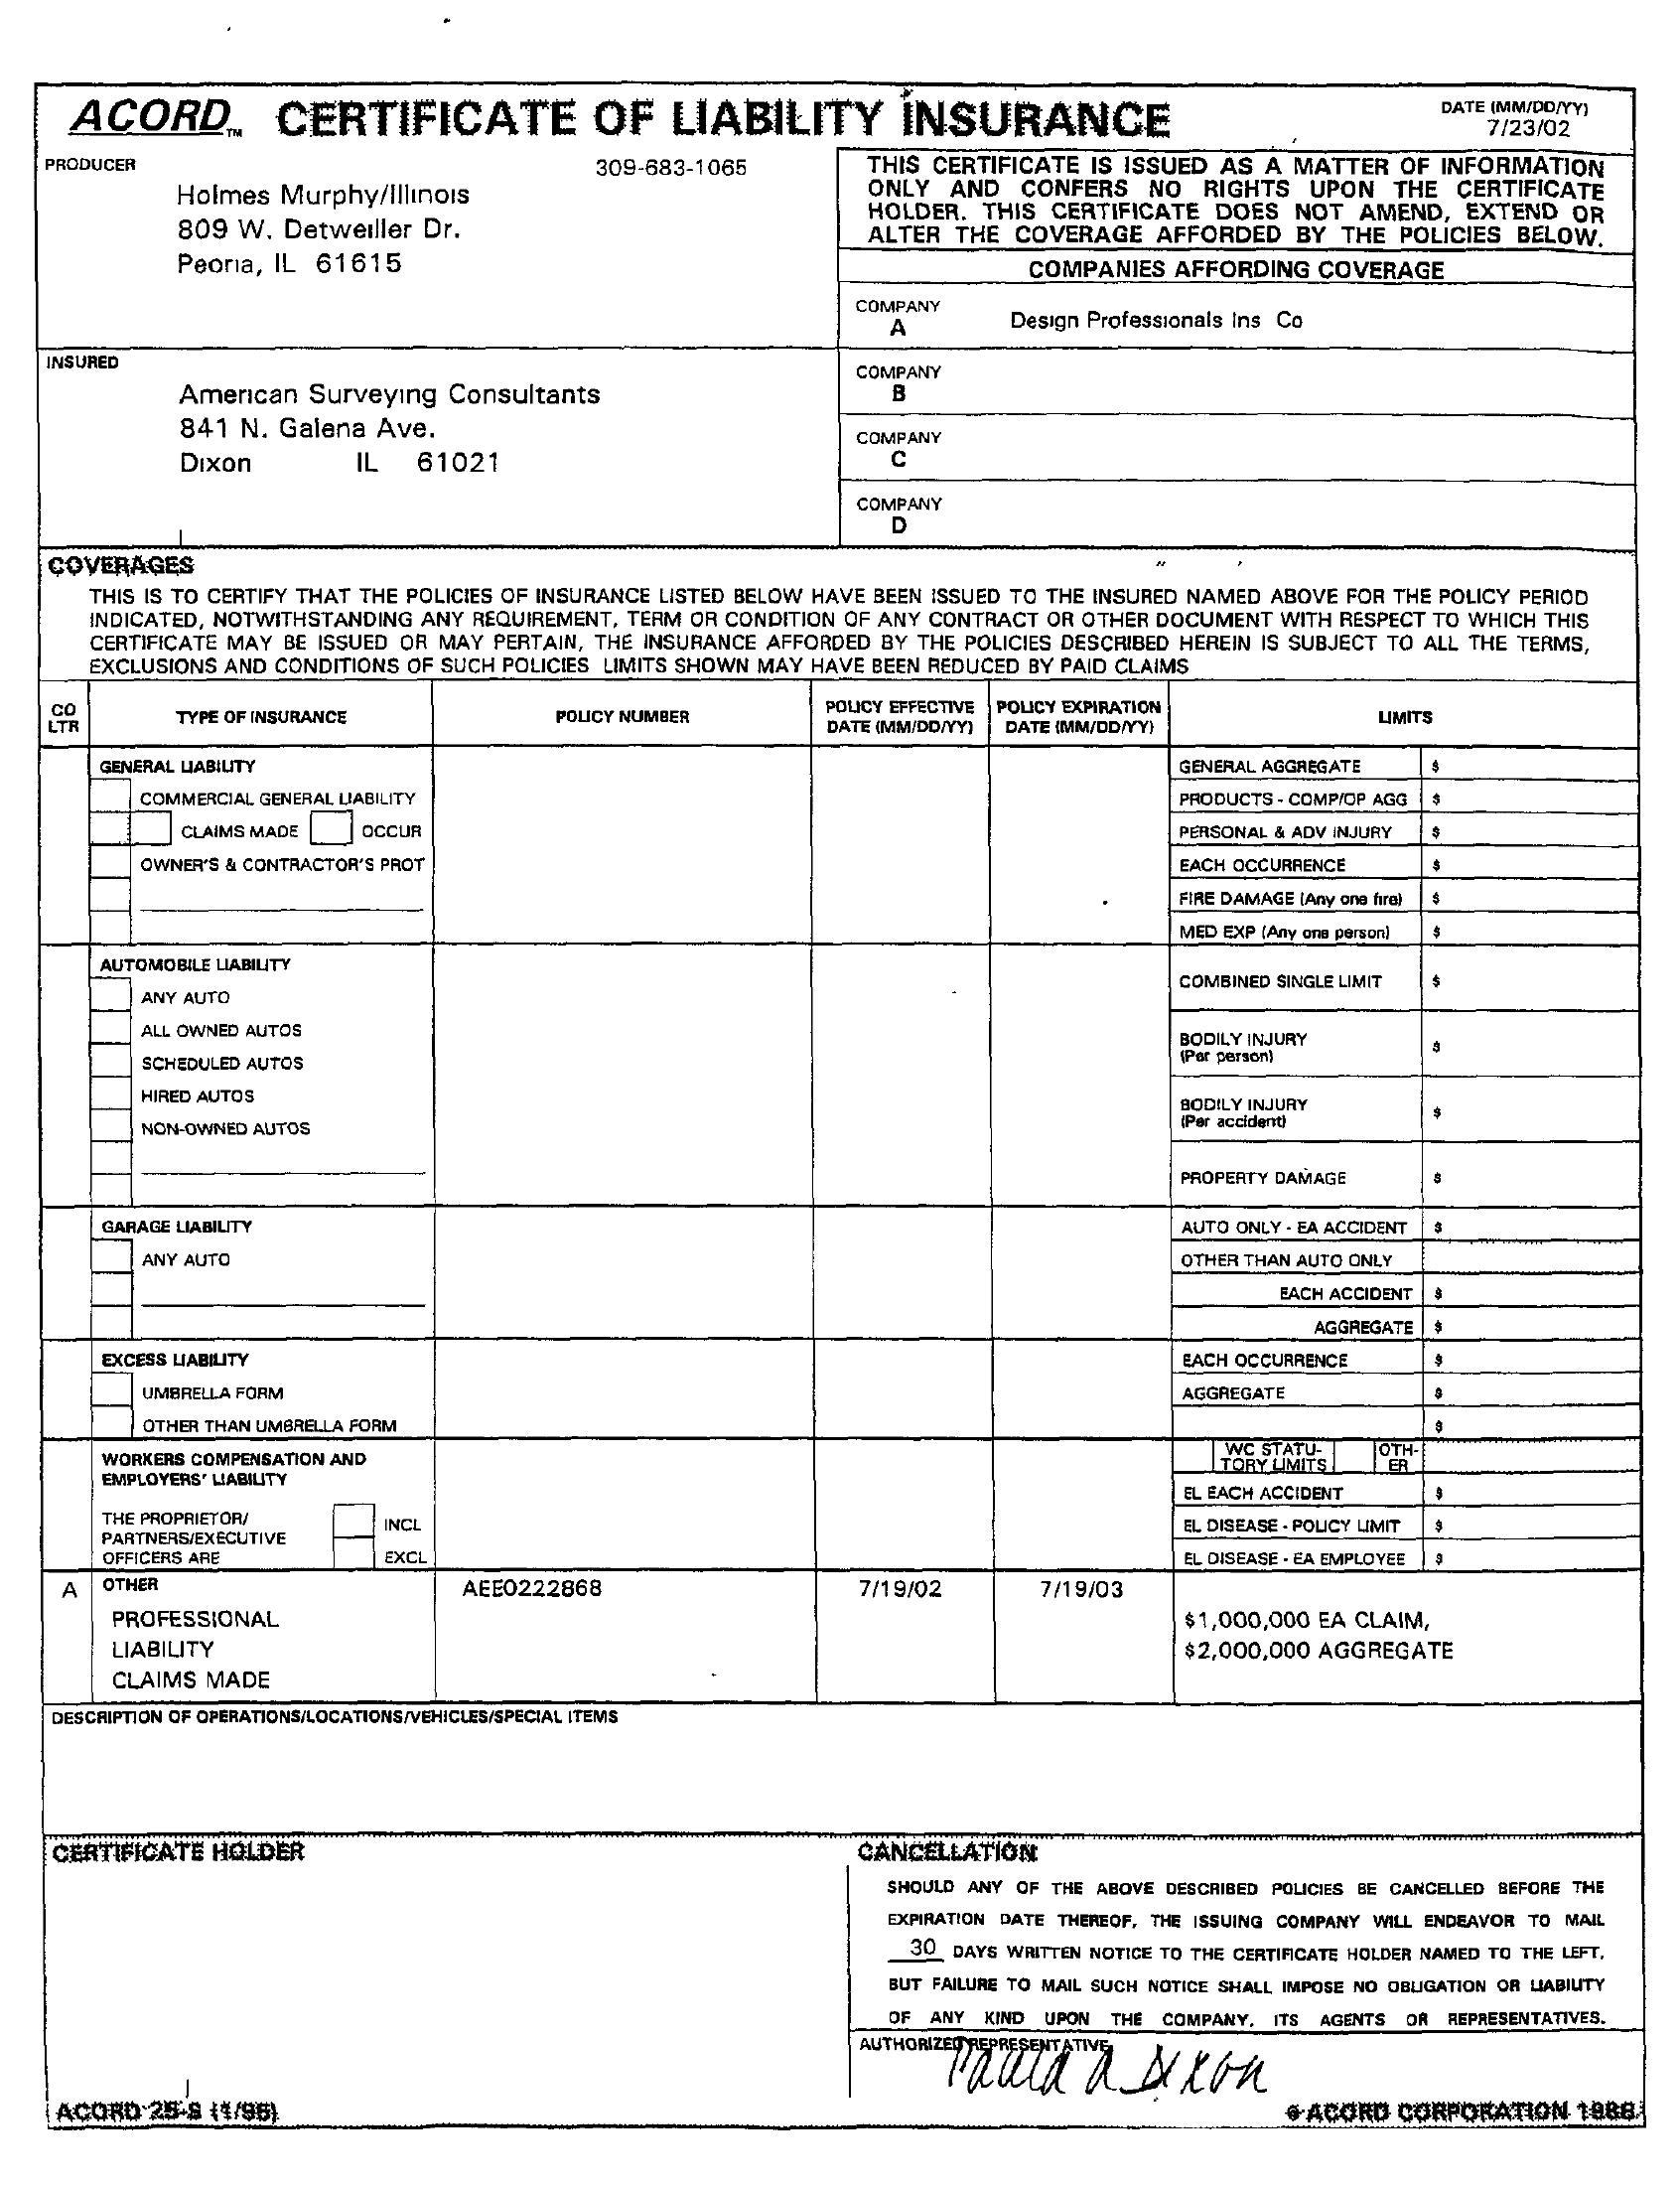 ACORD™ CERTIFICATE OF LIABILITY INSURANCE
DATE (MM/DD/YY)
7/23/02
PRODUCER
309-683-1065
Holmes Murphy/Illinois
809 W. Detweiller Dr.
Peoria, IL 61615
THIS CERTIFICATE IS ISSUED AS A MATTER OF INFORMATION
ONLY AND CONFERS NO RIGHTS UPON THE CERTIFICATE
HOLDER. THIS CERTIFICATE DOES NOT AMEND, EXTEND OR
ALTER THE COVERAGE AFFORDED BY THE POLICIES BELOW.
COMPANIES AFFORDING COVERAGE
COMPANY
A
Design Professionals Ins Co
INSURED
American Surveying Consultants
841 N. Galena Ave.
Dixon IL 61021
COMPANY
B
COMPANY
C
COMPANY
D
COVERAGES
THIS IS TO CERTIFY THAT THE POLICIES OF INSURANCE LISTED BELOW HAVE BEEN ISSUED TO THE INSURED NAMED ABOVE FOR THE POLICY PERIOD
INDICATED, NOTWITHSTANDING ANY REQUIREMENT, TERM OR CONDITION OF ANY CONTRACT OR OTHER DOCUMENT WITH RESPECT TO WHICH THIS
CERTIFICATE MAY BE ISSUED OR MAY PERTAIN, THE INSURANCE AFFORDED BY THE POLICIES DESCRIBED HEREIN IS SUBJECT TO ALL THE TERMS,
EXCLUSIONS AND CONDITIONS OF SUCH POLICIES LIMITS SHOWN MAY HAVE BEEN REDUCED BY PAID CLAIMS
CO
LTR
TYPE OF INSURANCE
POLICY NUMBER
POLICY EFFECTIVE
DATE (MM/DD/YY)
POLICY EXPIRATION
DATE (MM/DD/YY)
LIMITS
GENERAL LIABILITY
COMMERCIAL GENERAL LIABILITY
CLAIMS MADE OCCUR
OWNER'S & CONTRACTOR'S PROT
GENERAL AGGREGATE $
PRODUCTS - COMP/OP AGG $
PERSONAL & ADV INJURY $
EACH OCCURRENCE $
FIRE DAMAGE (Any one fire) $
MED EXP (Any one person) $
AUTOMOBILE LIABILITY
ANY AUTO
ALL OWNED AUTOS
SCHEDULED AUTOS
HIRED AUTOS
NON-OWNED AUTOS
COMBINED SINGLE LIMIT $
BODILY INJURY
(Per person) $
BODILY INJURY
(Per accident) $
PROPERTY DAMAGE $
GARAGE LIABILITY
ANY AUTO
AUTO ONLY - EA ACCIDENT $
OTHER THAN AUTO ONLY
EACH ACCIDENT $
AGGREGATE $
EXCESS LIABILITY
UMBRELLA FORM
OTHER THAN UMBRELLA FORM
EACH OCCURRENCE $
AGGREGATE $
$
WORKERS COMPENSATION AND
EMPLOYERS' LIABILITY
THE PROPRIETOR/
PARTNERS/EXECUTIVE
OFFICERS ARE
INCL
EXCL
WC STATU-
TORY LIMITS
OTH-
ER
EL EACH ACCIDENT $
EL DISEASE - POLICY LIMIT $
EL DISEASE - EA EMPLOYEE $
A
OTHER
PROFESSIONAL
LIABILITY
CLAIMS MADE
AEE0222868
7/19/02
7/19/03
$1,000,000 EA CLAIM,
$2,000,000 AGGREGATE
DESCRIPTION OF OPERATIONS/LOCATIONS/VEHICLES/SPECIAL ITEMS
CERTIFICATE HOLDER
CANCELLATION
SHOULD ANY OF THE ABOVE DESCRIBED POLICIES BE CANCELLED BEFORE THE
EXPIRATION DATE THEREOF, THE ISSUING COMPANY WILL ENDEAVOR TO MAIL
30 DAYS WRITTEN NOTICE TO THE CERTIFICATE HOLDER NAMED TO THE LEFT,
BUT FAILURE TO MAIL SUCH NOTICE SHALL IMPOSE NO OBLIGATION OR LIABILITY
OF ANY KIND UPON THE COMPANY, ITS AGENTS OR REPRESENTATIVES.
AUTHORIZED REPRESENTATIVE
Paula A Dixon
ACORD 25-S (1/95)
© ACORD CORPORATION 1988